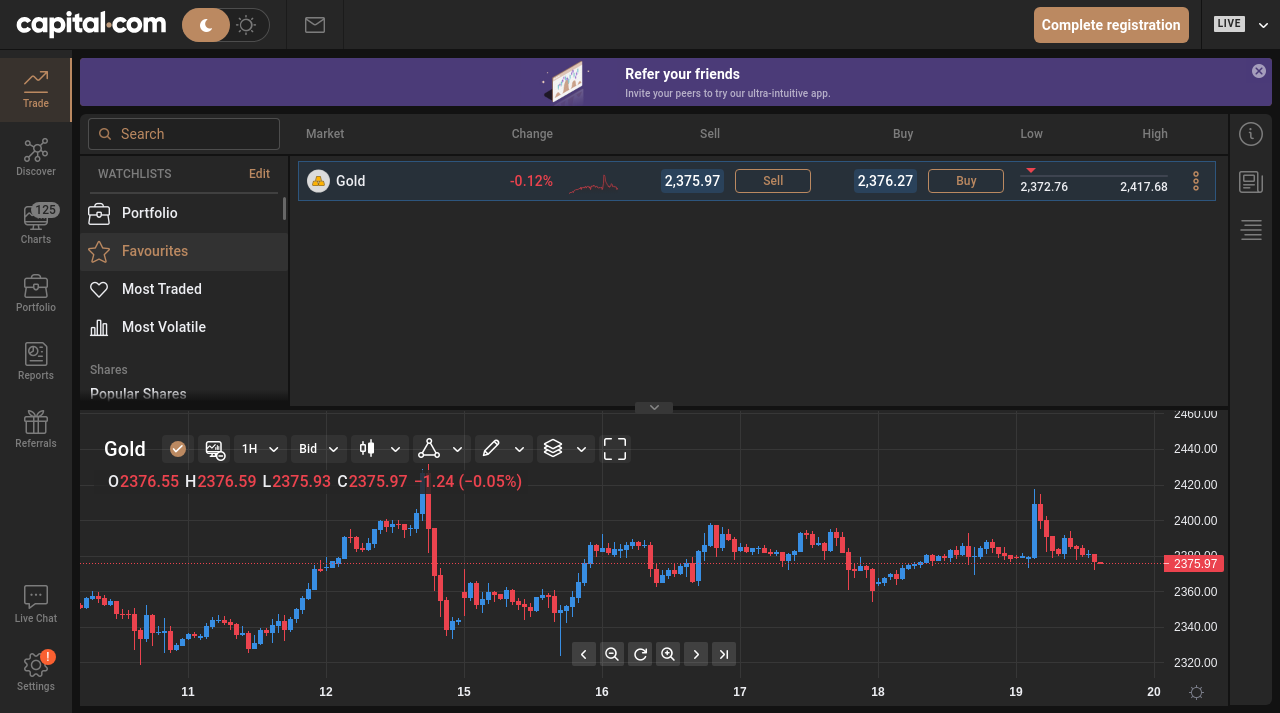 capital.com
Complete registration
LIVE
Trade
Discover
125
Charts
Portfolio
Reports
Referrals
Live Chat
!
Settings
Refer your friends
Invite your peers to try our ultra-intuitive app.
Search
Market Change Sell Buy Low High
WATCHLISTS Edit
Portfolio
Favourites
Most Traded
Most Volatile
Shares
Popular Shares
Gold -0.12% 2,375.97 Sell 2,376.27 Buy 2,372.76 2,417.68
Gold 1H Bid
O2376.55 H2376.59 L2375.93 C2375.97 −1.24 (−0.05%)
2460.00
2440.00
2420.00
2400.00
2380.00
2375.97
2360.00
2340.00
2320.00
11 12 15 16 17 18 19 20